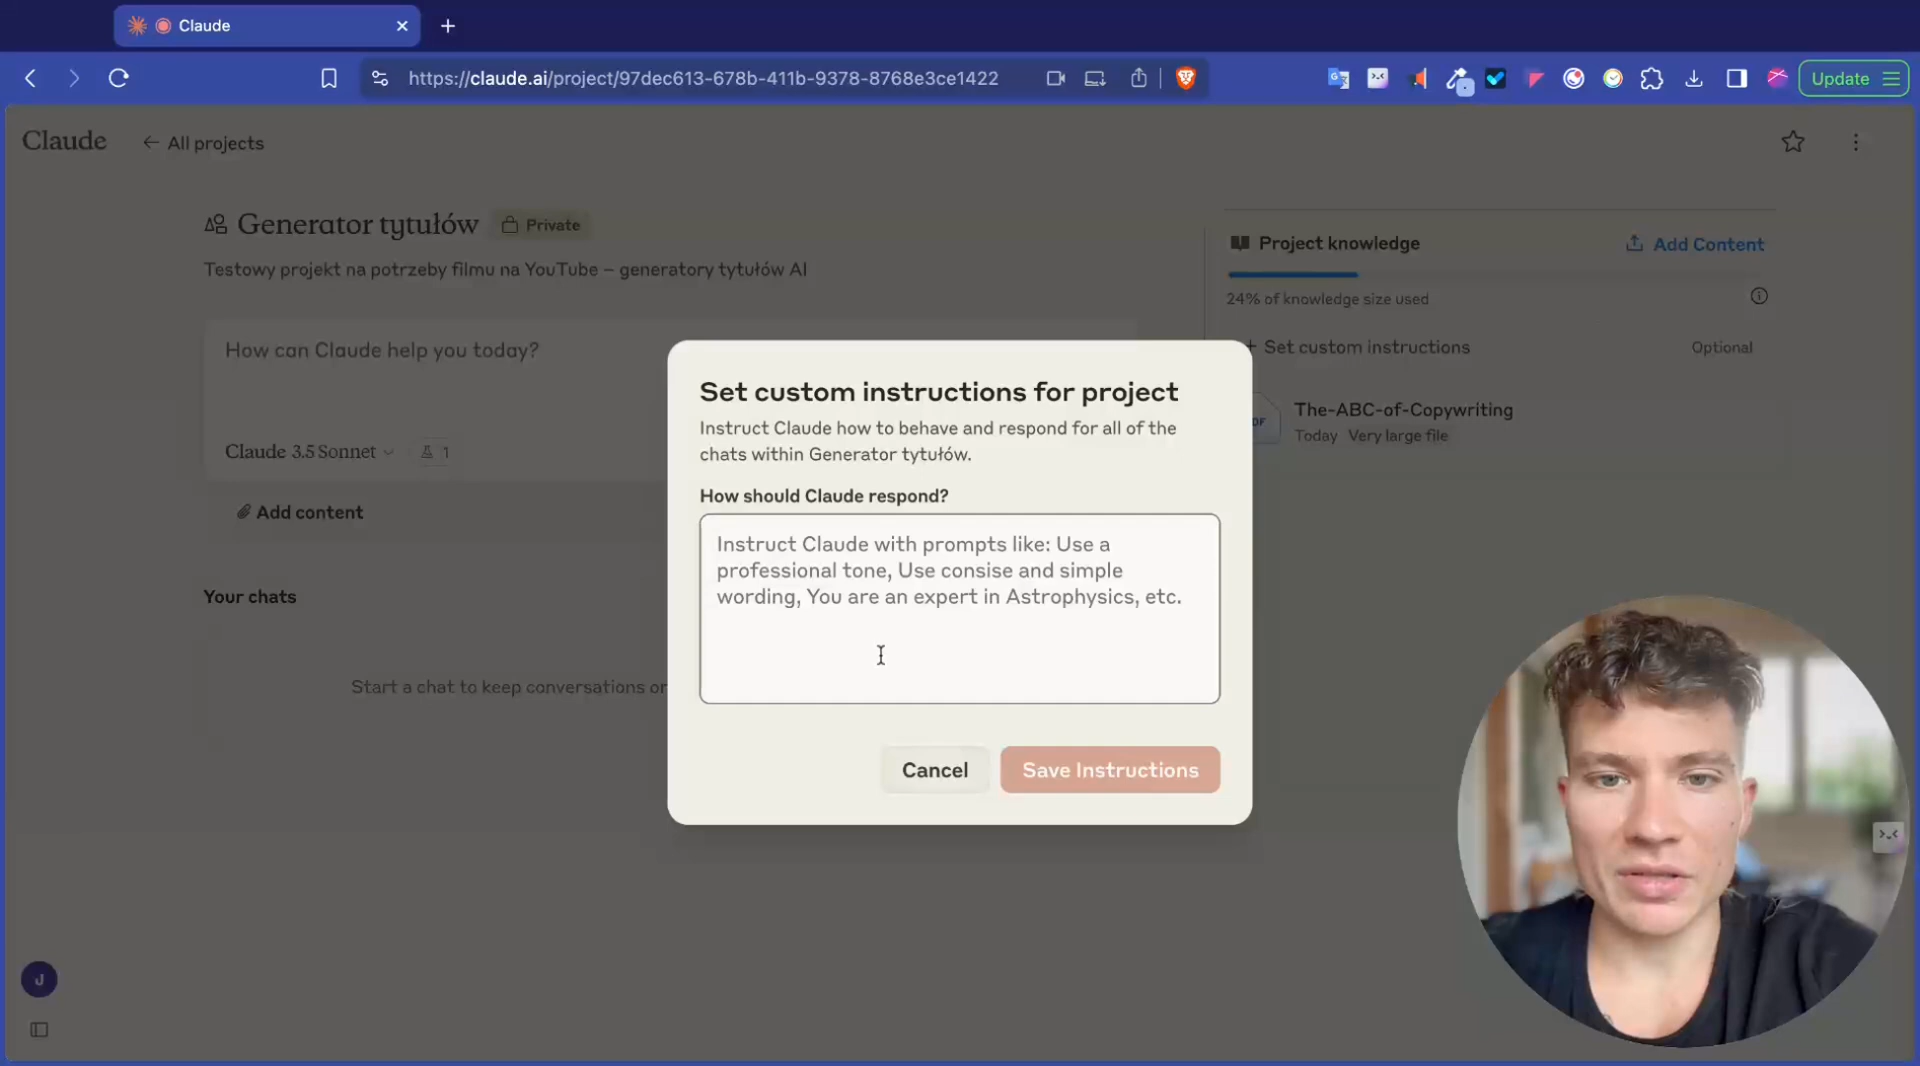 Claude
https://claude.ai/project/97dec613-678b-411b-9378-8768e3ce1422
Update
Claude
All projects
Generator tytułów
Private
Testowy projekt na potrzeby filmu na YouTube – generatory tytułów AI
How can Claude help you today?
Claude 3.5 Sonnet
1
Add content
Your chats
Start a chat to keep conversations or
Project knowledge
Add Content
24% of knowledge size used
Set custom instructions
Optional
The-ABC-of-Copywriting
Today Very large file
Set custom instructions for project
Instruct Claude how to behave and respond for all of the
chats within Generator tytułów.
How should Claude respond?
Instruct Claude with prompts like: Use a
professional tone, Use consise and simple
wording, You are an expert in Astrophysics, etc.
Cancel
Save Instructions
J